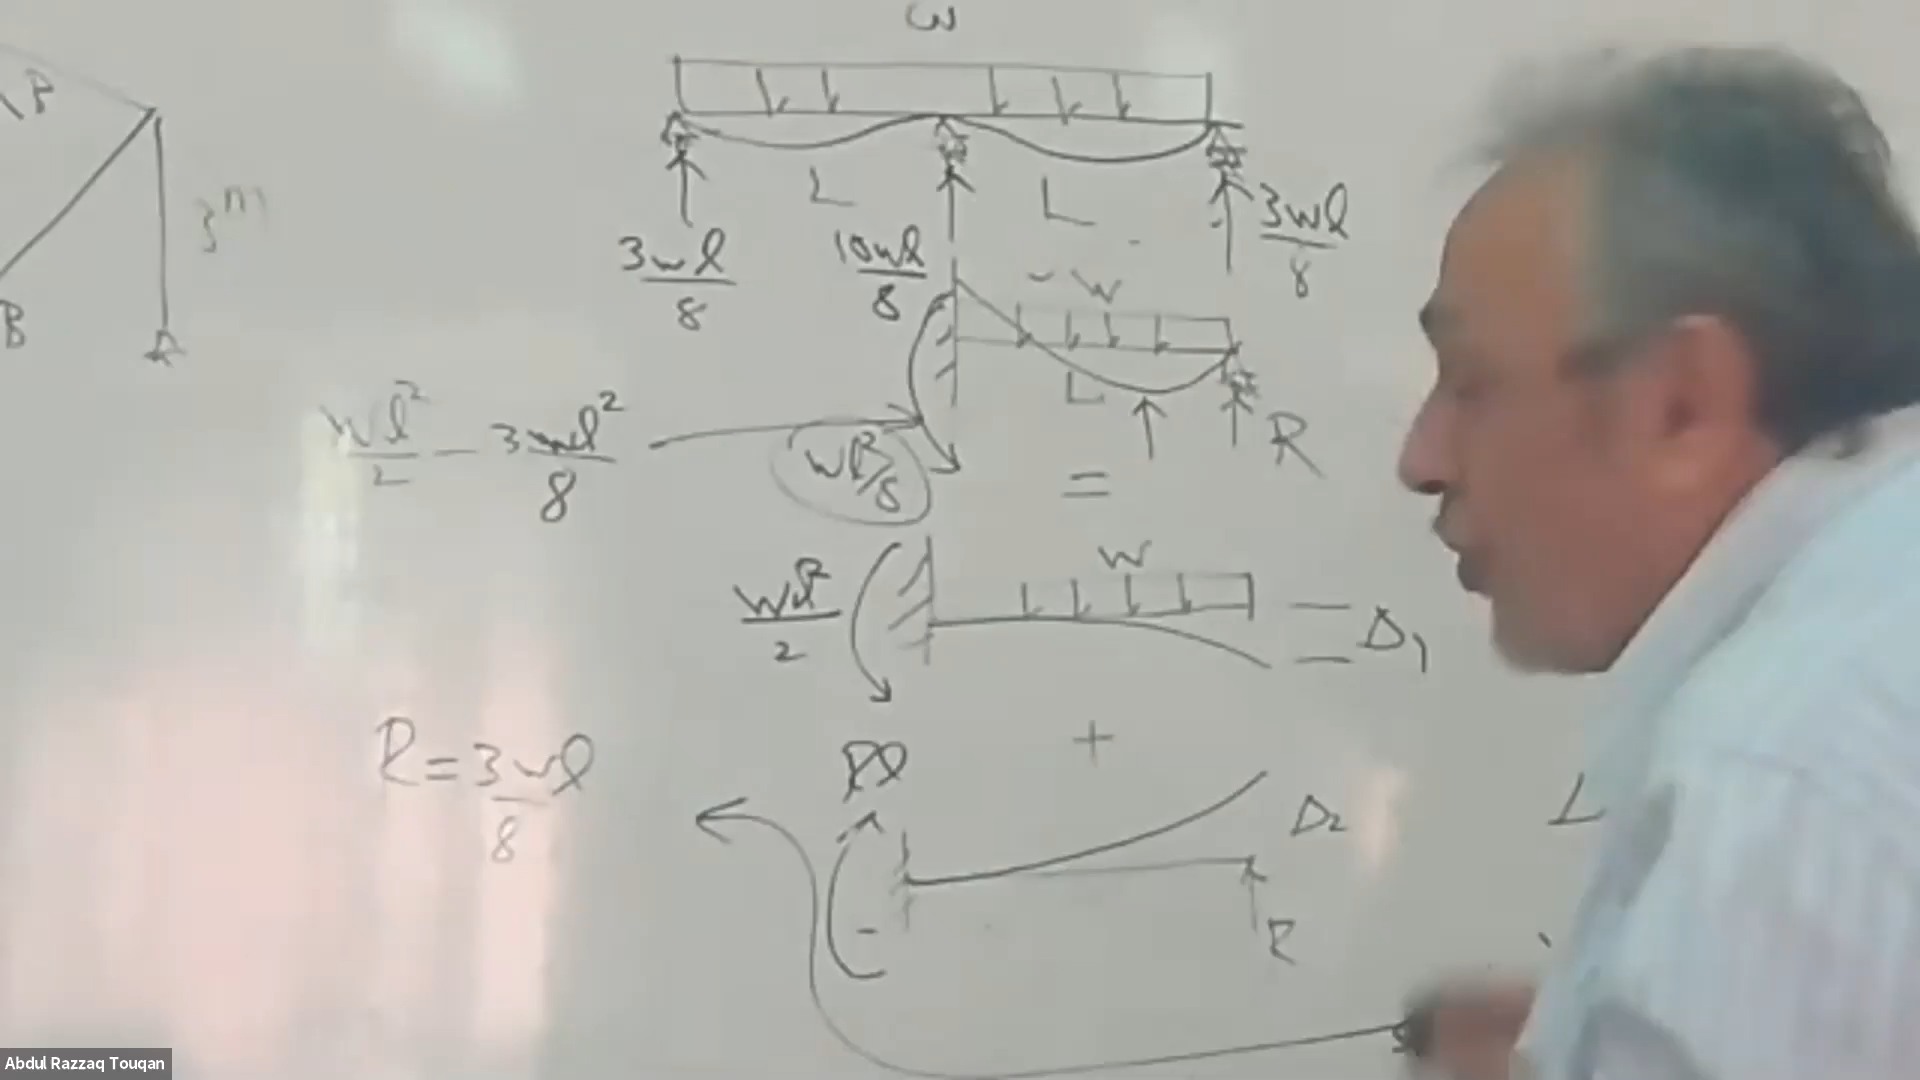 w
B
3m
L
L
3wl/8
10wl/8
3wl/8
B
w
L
wl²/2 - 3wl²/8
wl²/8
R
=
w
wl²/2
Δ1
+
R = 3wl/8
Rl
Δ2
L
R
Abdul Razzaq Touqan